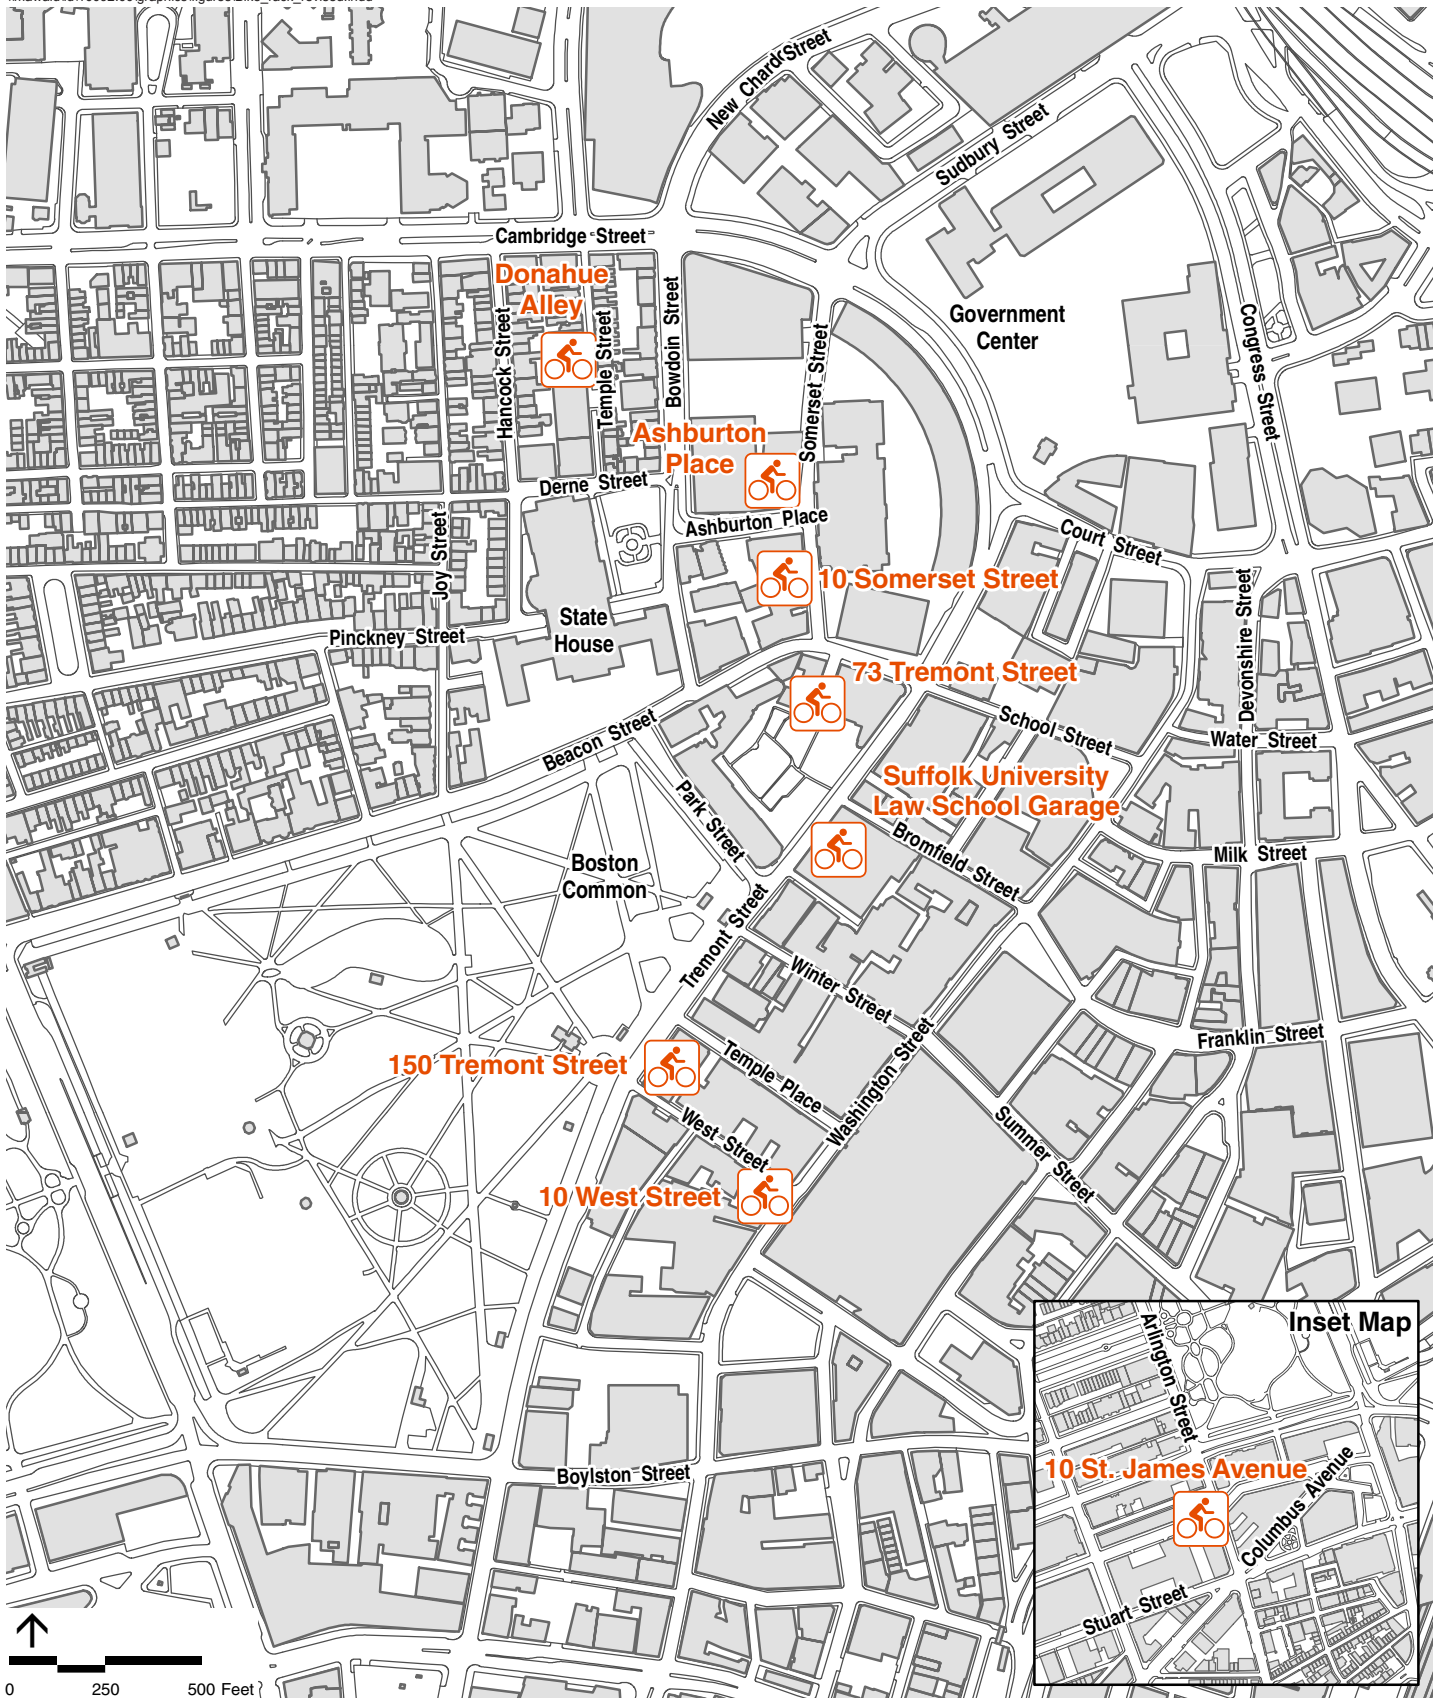 New Chardon Street
Sudbury Street
Cambridge Street
Donahue
Alley
Hancock Street
Temple Street
Bowdoin Street
Somerset Street
Government
Center
Congress Street
Ashburton
Place
Derne Street
Ashburton Place
Joy Street
Court Street
10 Somerset Street
Devonshire Street
State
House
Pinckney Street
73 Tremont Street
School Street
Water Street
Beacon Street
Suffolk University
Law School Garage
Park Street
Bromfield Street
Milk Street
Boston
Common
Tremont Street
Winter Street
Franklin Street
150 Tremont Street
Temple Place
Washington Street
West Street
Summer Street
10 West Street
Inset Map
Arlington Street
10 St. James Avenue
Columbus Avenue
Stuart Street
Boylston Street
0 250 500 Feet